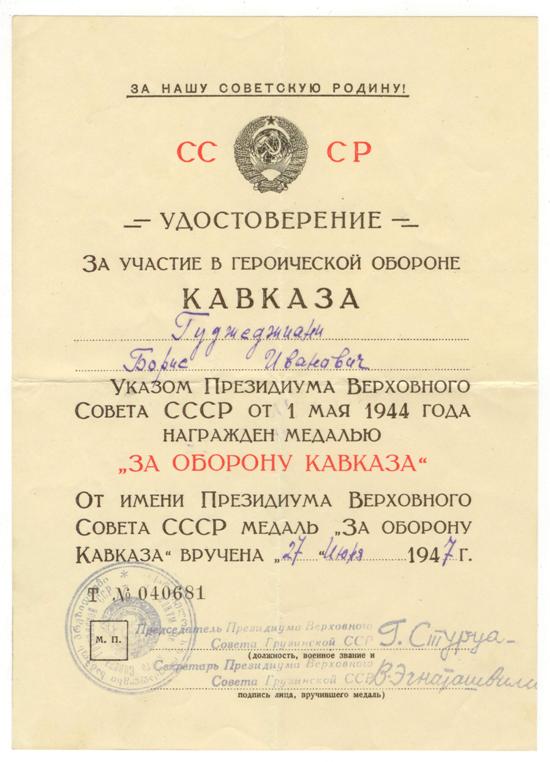 ЗА НАШУ СОВЕТСКУЮ РОДИНУ!
СС СР
УДОСТОВЕРЕНИЕ
ЗА УЧАСТИЕ В ГЕРОИЧЕСКОЙ ОБОРОНЕ
КАВКАЗА
Гуджеджиани
Борис Иванович
УКАЗОМ ПРЕЗИДИУМА ВЕРХОВНОГО
СОВЕТА СССР ОТ 1 МАЯ 1944 ГОДА
НАГРАЖДЕН МЕДАЛЬЮ
„ЗА ОБОРОНУ КАВКАЗА“
ОТ ИМЕНИ ПРЕЗИДИУМА ВЕРХОВНОГО
СОВЕТА СССР МЕДАЛЬ „ЗА ОБОРОНУ
КАВКАЗА“ ВРУЧЕНА „27“ 1947 г.
Т № 040681
М. П.
Председатель Президиума Верховного
Совета Грузинской ССР Г. Стуруа
(должность, военное звание и
Секретарь Президиума Верховного
Совета Грузинской ССР В. Эгнаташвили
подпись лица, вручившего медаль)